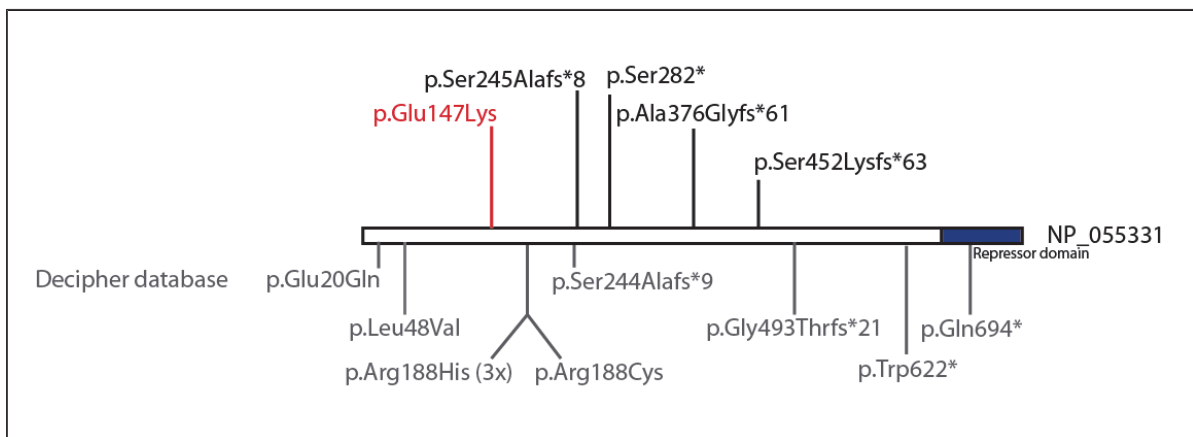 p.Ser245Alafs*8
p.Ser282*
p.Glu147Lys
p.Ala376Glyfs*61
p.Ser452Lysfs*63
NP_055331
Repressor domain
Decipher database
p.Glu20Gln
p.Ser244Alafs*9
p.Leu48Val
p.Gly493Thrfs*21
p.Gln694*
p.Arg188His (3x)
p.Arg188Cys
p.Trp622*